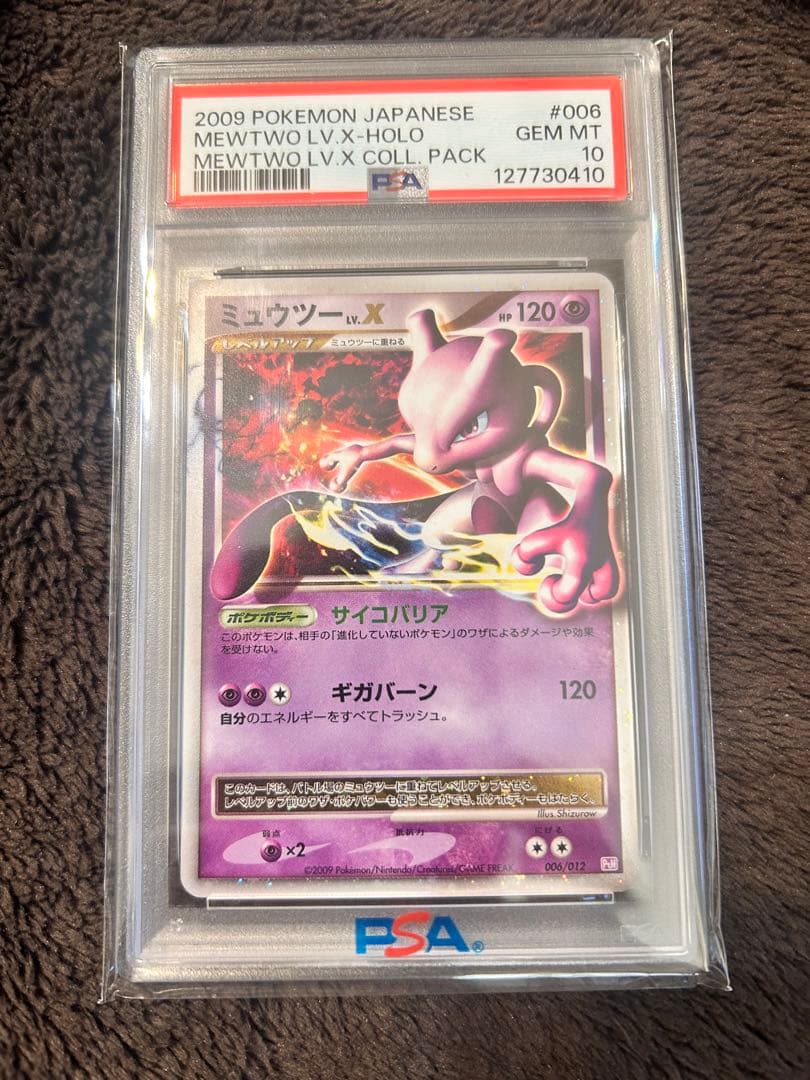 2009 POKEMON JAPANESE #006
MEWTWO LV.X-HOLO GEM MT
MEWTWO LV.X COLL. PACK 10
PSA 127730410
ミュウツー LV.X HP 120
レベルアップ ミュウツーに重ねる
ポケボディー サイコバリア
このポケモンは、相手の「進化していないポケモン」のワザによるダメージや効果
を受けない。
ギガバーン 120
自分のエネルギーをすべてトラッシュ。
このカードは、バトル場のミュウツーに重ねてレベルアップさせる。
レベルアップ前のワザ・ポケパワーも使うことができ、ポケボディーもはたらく。
Illus. Shizurow
弱点 抵抗力 にげる
×2
©2009 Pokémon/Nintendo/Creatures/GAME FREAK 006/012 PtM
PSA®